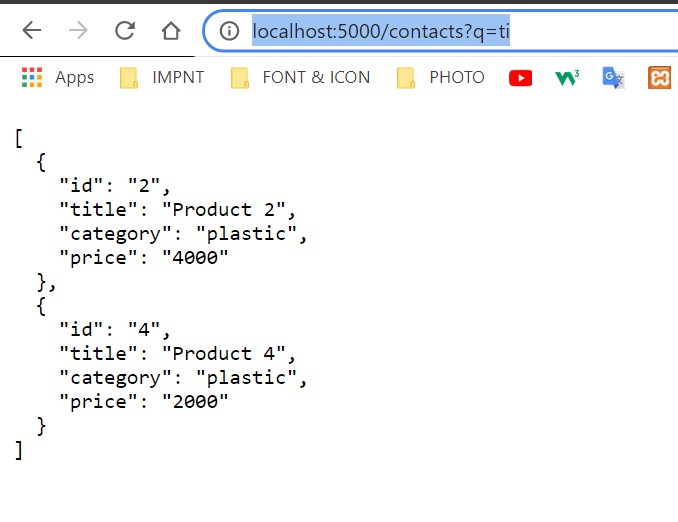 localhost:5000/contacts?q=ti
Apps IMPNT FONT & ICON PHOTO
[
  {
    "id": "2",
    "title": "Product 2",
    "category": "plastic",
    "price": "4000"
  },
  {
    "id": "4",
    "title": "Product 4",
    "category": "plastic",
    "price": "2000"
  }
]